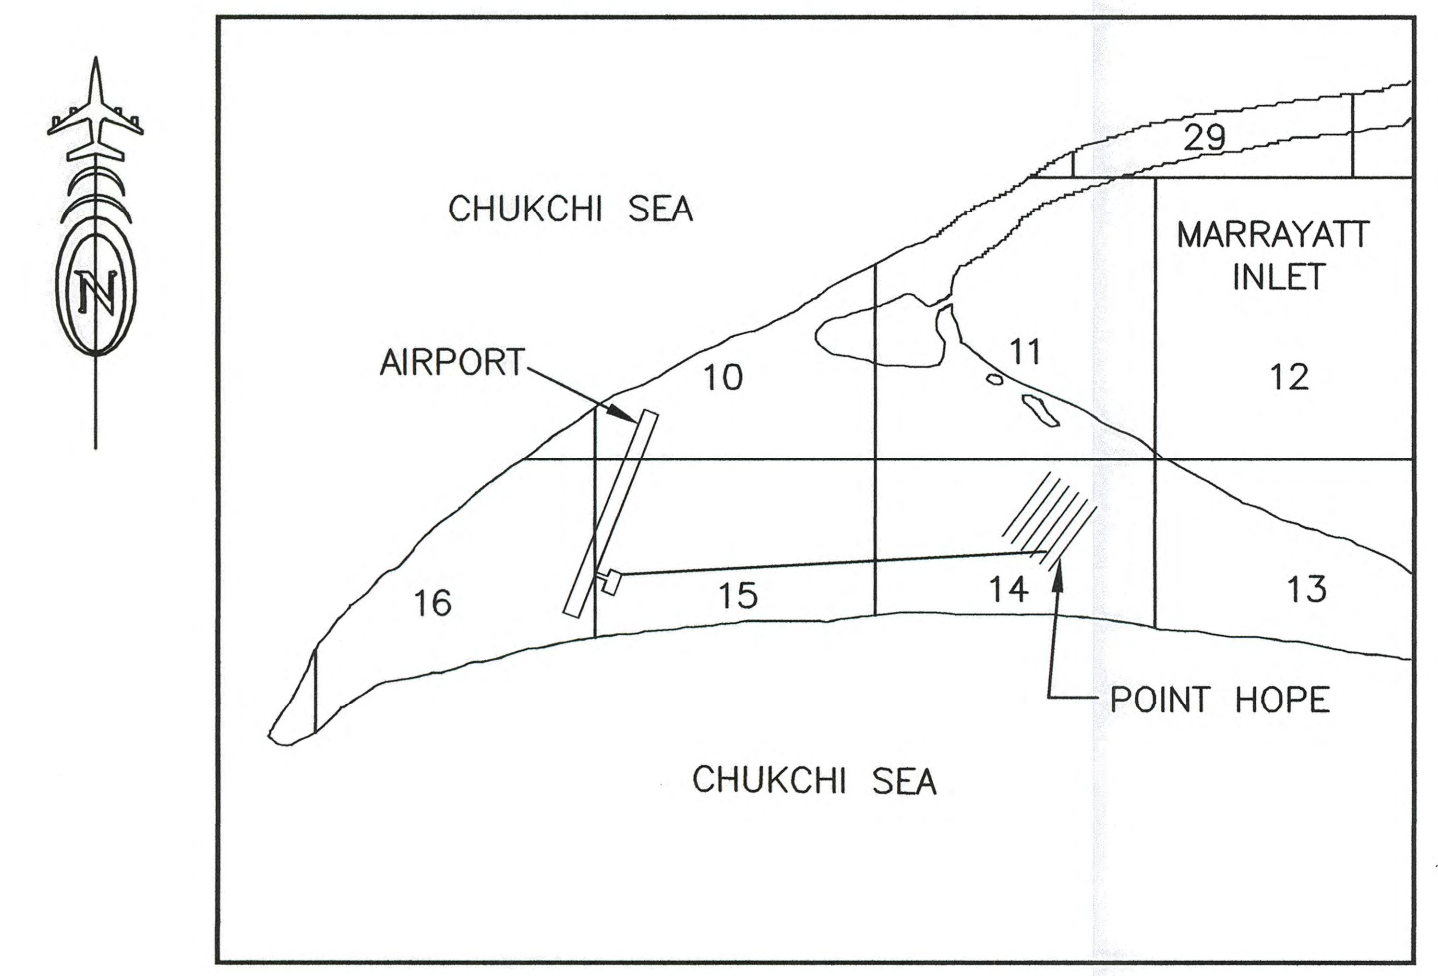 29
CHUKCHI SEA
MARRAYATT
INLET
N
AIRPORT
10
11
12
16
15
14
13
POINT HOPE
CHUKCHI SEA